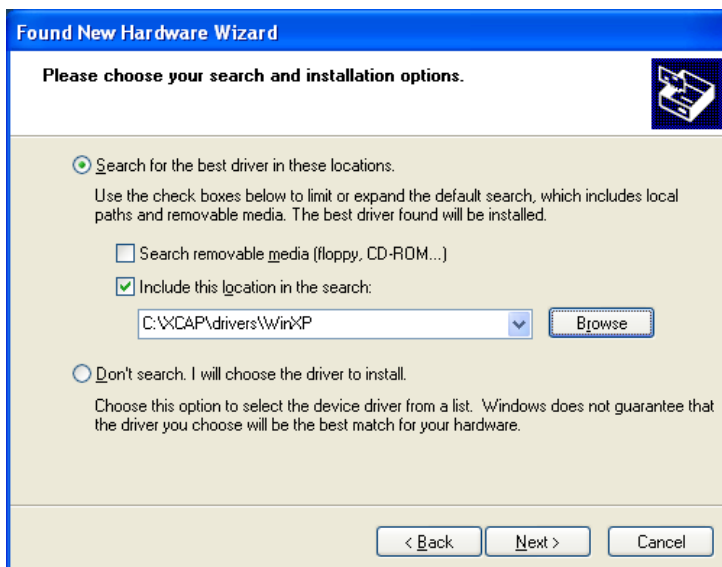 Found New Hardware Wizard
Please choose your search and installation options.
Search for the best driver in these locations.
Use the check boxes below to limit or expand the default search, which includes local
paths and removable media. The best driver found will be installed.
Search removable media (floppy, CD-ROM...)
Include this location in the search:
C:\XCAP\drivers\WinXP
Browse
Don't search. I will choose the driver to install.
Choose this option to select the device driver from a list. Windows does not guarantee that
the driver you choose will be the best match for your hardware.
< Back
Next >
Cancel